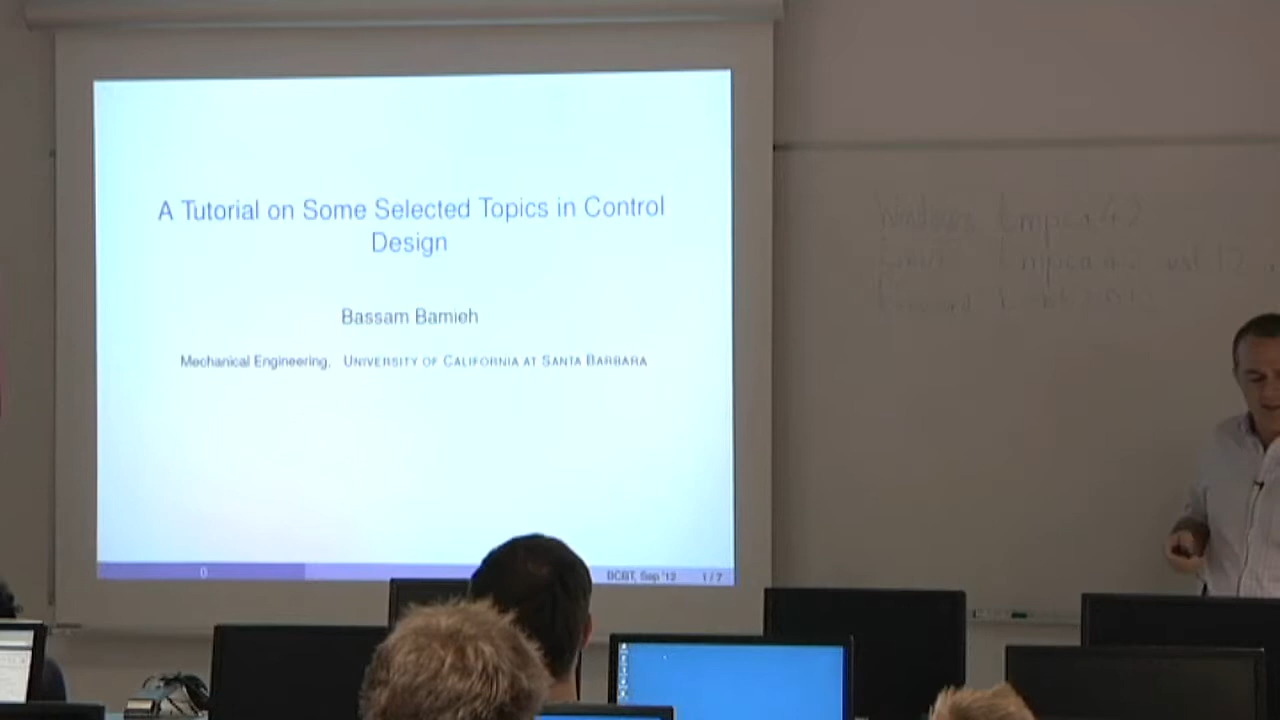 A Tutorial on Some Selected Topics in Control
Design
Bassam Bamieh
Mechanical Engineering, UNIVERSITY OF CALIFORNIA AT SANTA BARBARA
0
Sep '12 1 / 7
Windows